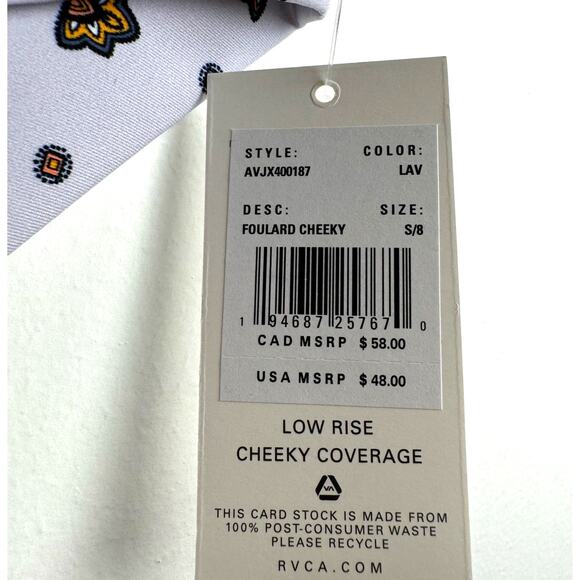 STYLE: COLOR:
AVJX400187 LAV
DESC: SIZE:
FOULARD CHEEKY S/8
1 94687 25767 0
CAD MSRP $ 58.00
USA MSRP $ 48.00
LOW RISE
CHEEKY COVERAGE
VA
THIS CARD STOCK IS MADE FROM
100% POST-CONSUMER WASTE
PLEASE RECYCLE
RVCA.COM